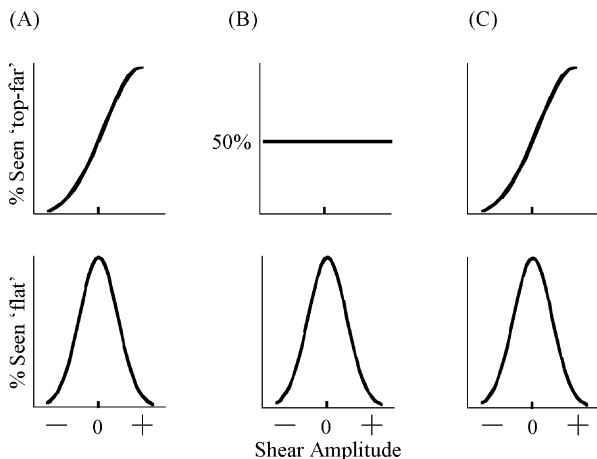 (A) (B) (C)
% Seen ‘top-far’
50%
% Seen ‘flat’
— 0 + — 0 + — 0 +
Shear Amplitude